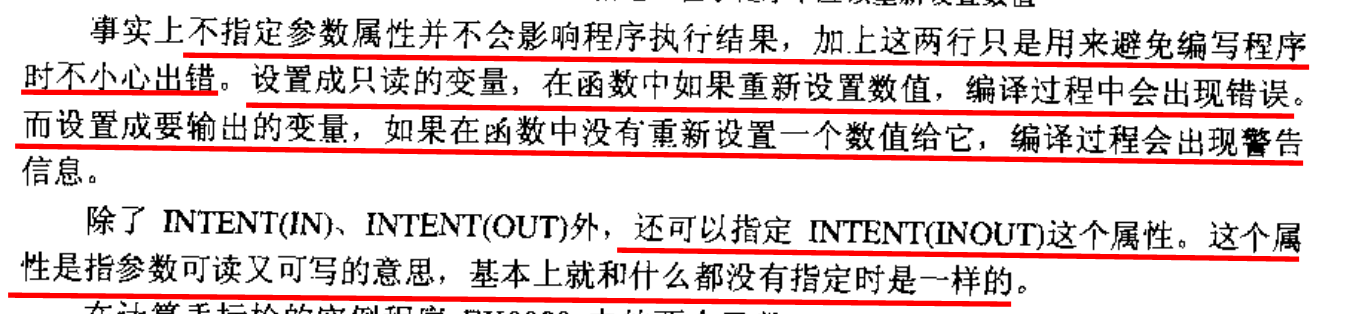 事实上不指定参数属性并不会影响程序执行结果，加上这两行只是用来避免编写程序
时不小心出错。设置成只读的变量，在函数中如果重新设置数值，编译过程中会出现错误。
而设置成要输出的变量，如果在函数中没有重新设置一个数值给它，编译过程会出现警告
信息。
除了 INTENT(IN)、INTENT(OUT)外，还可以指定 INTENT(INOUT)这个属性。这个属
性是指参数可读又可写的意思，基本上就和什么都没有指定时是一样的。